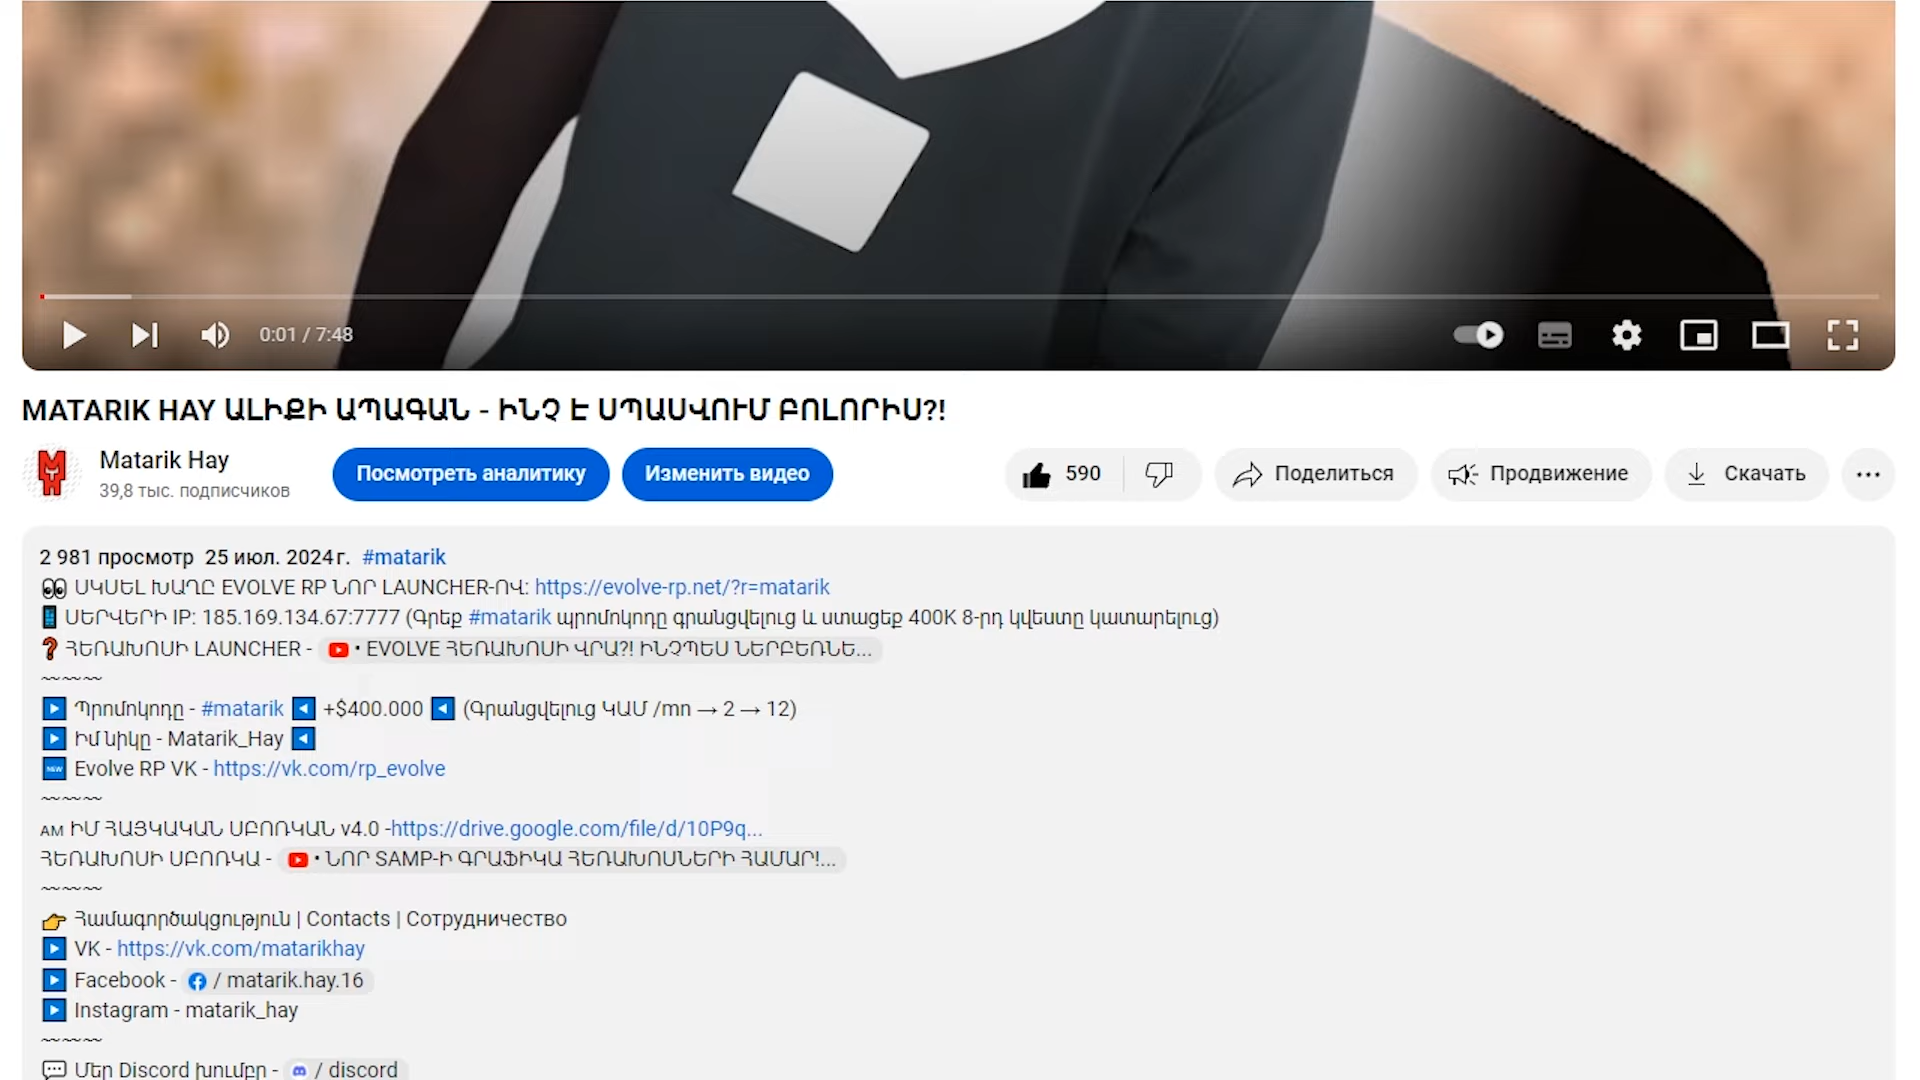 0:01 / 7:48
MATARIK HAY ԱԼԻՔԻ ԱՊԱԳԱՆ - ԻՆՉ Է ՍՊԱՍՎՈՒՄ ԲՈԼՈՐԻՍ?!
Matarik Hay
39,8 тыс. подписчиков
Посмотреть аналитику
Изменить видео
590
Поделиться
Продвижение
Скачать
2 981 просмотр 25 июл. 2024 г. #matarik
👀 ՍԿՍԵԼ ԽԱՂԸ EVOLVE RP ՆՈՐ LAUNCHER-ՈՎ: https://evolve-rp.net/?r=matarik
📱 ՍԵՐՎԵՐԻ IP: 185.169.134.67:7777 (Գրեք #matarik պրոմոկոդը գրանցվելուց և ստացեք 400K 8-րդ կվեստը կատարելուց)
❓ ՀԵՌԱԽՈՍԻ LAUNCHER - • EVOLVE ՀԵՌԱԽՈՍԻ ՎՐԱ?! ԻՆՉՊԵՍ ՆԵՐԲԵՌՆԵ...
~~~~~~
▶ Պրոմոկոդը - #matarik ◀ +$400.000 ◀ (Գրանցվելուց ԿԱՄ /mn → 2 → 12)
▶ Իմ նիկը - Matarik_Hay ◀
🆕 Evolve RP VK - https://vk.com/rp_evolve
~~~~~~
AM ԻՄ ՀԱՅԿԱԿԱՆ ՍԲՈՌԿԱՆ v4.0 -https://drive.google.com/file/d/10P9q...
ՀԵՌԱԽՈՍԻ ՍԲՈՌԿԱ - • ՆՈՐ SAMP-Ի ԳՐԱՖԻԿԱ ՀԵՌԱԽՈՍՆԵՐԻ ՀԱՄԱՐ!...
~~~~~~
👉 Համագործակցություն | Contacts | Сотрудничество
▶ VK - https://vk.com/matarikhay
▶ Facebook - / matarik.hay.16
▶ Instagram - matarik_hay
~~~~~~
💬 Մեր Discord խումբը - / discord